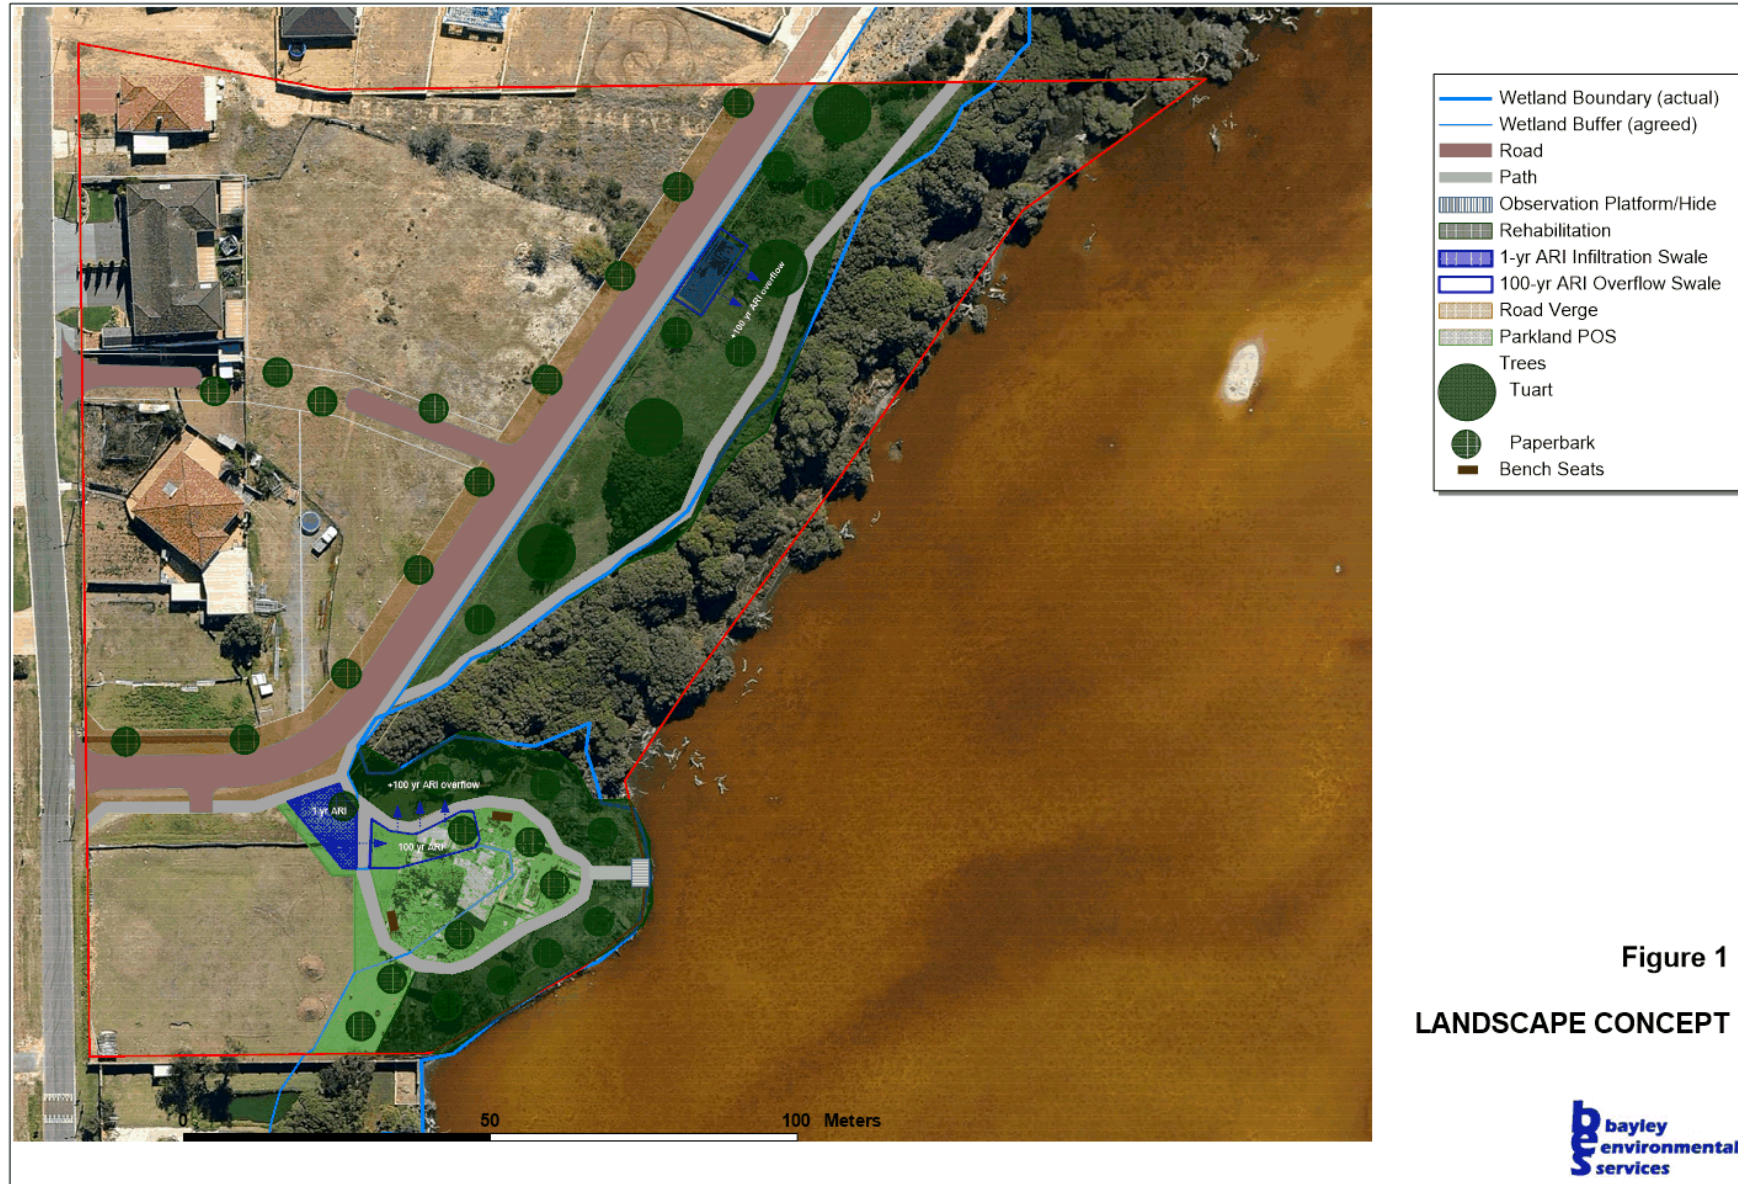 Wetland Boundary (actual)
Wetland Buffer (agreed)
Road
Path
Observation Platform/Hide
Rehabilitation
1-yr ARI Infiltration Swale
100-yr ARI Overflow Swale
Road Verge
Parkland POS
Trees
Tuart
Paperbark
Bench Seats
+100 yr ARI overflow
+100 yr ARI overflow
1 yr ARI
100 yr ARI
0 50 100 Meters
Figure 1
LANDSCAPE CONCEPT
bes
bayley
environmental
services